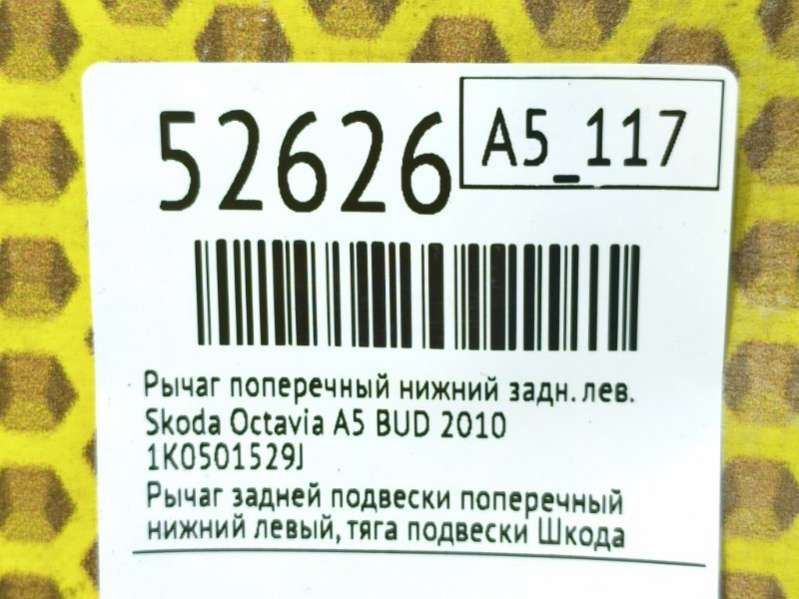 52626
A5_117
Рычаг поперечный нижний задн. лев.
Skoda Octavia A5 BUD 2010
1K0501529J
Рычаг задней подвески поперечный
нижний левый, тяга подвески Шкода